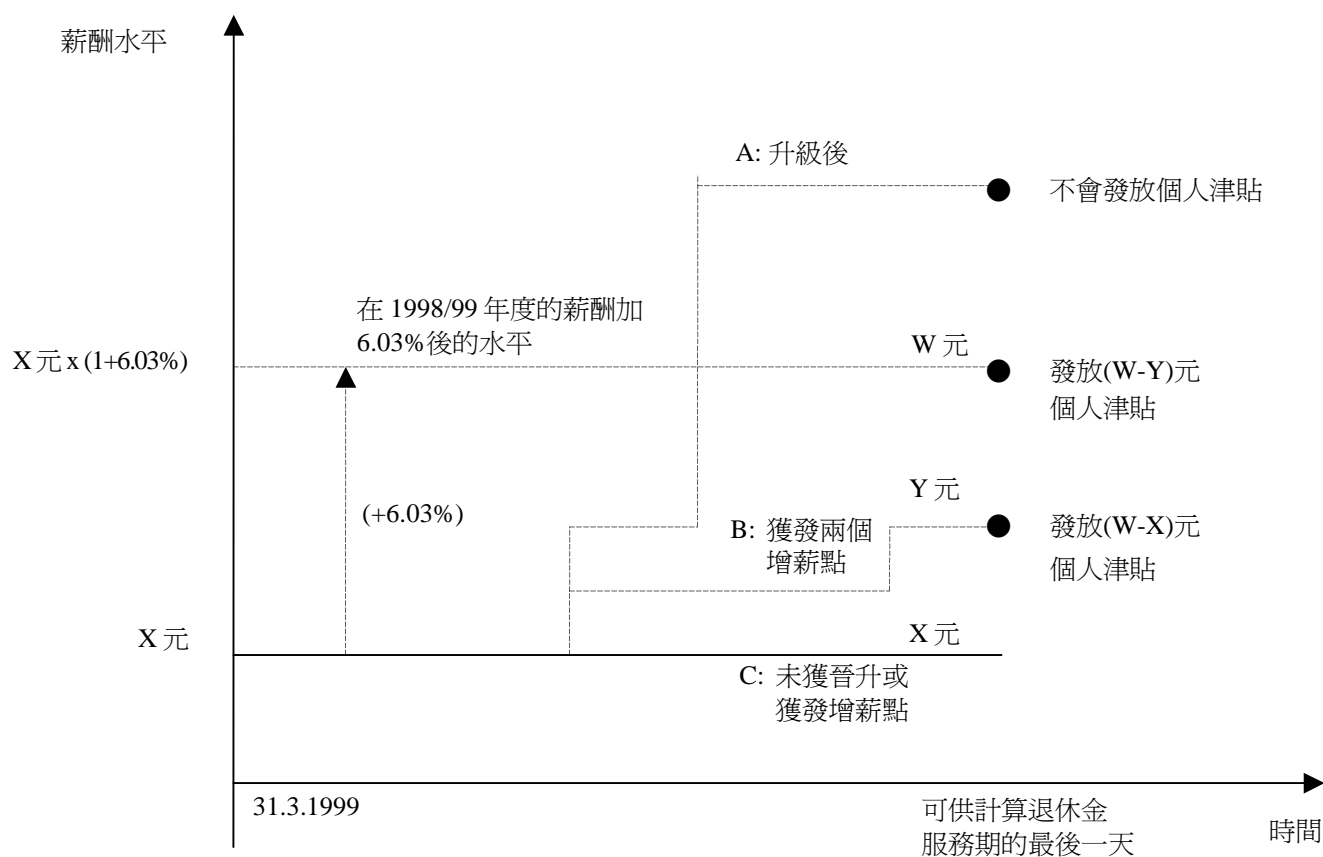 薪酬水平
A: 升級後
不會發放個人津貼
在 1998/99 年度的薪酬加
6.03%後的水平
W 元
X 元 x (1+6.03%)
發放(W-Y)元
個人津貼
Y 元
(+6.03%)
B: 獲發兩個
增薪點
發放(W-X)元
個人津貼
X 元
X 元
C: 未獲晉升或
獲發增薪點
31.3.1999
可供計算退休金
服務期的最後一天
時間